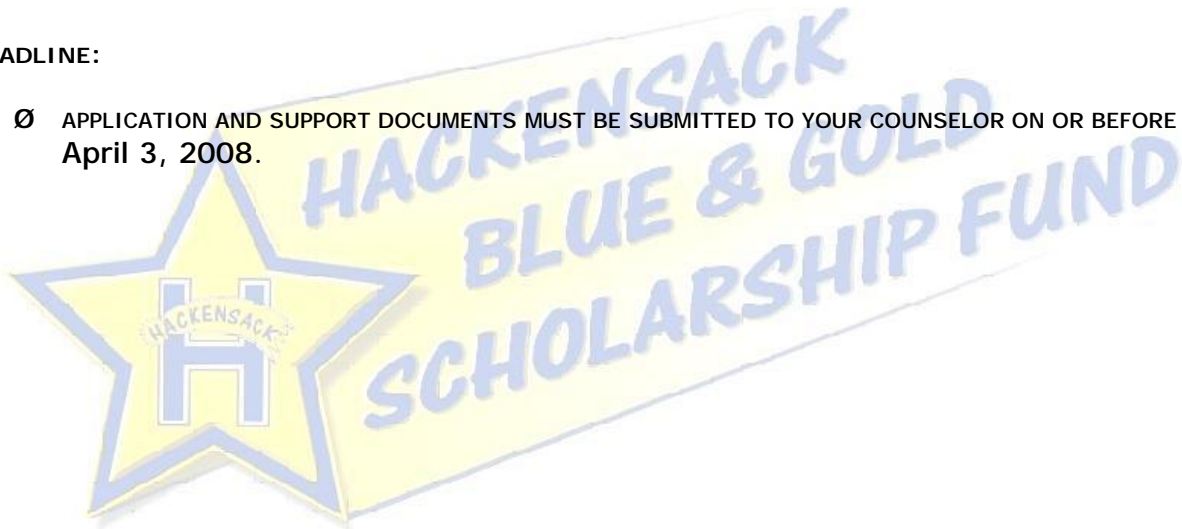 ADLINE:
Ø APPLICATION AND SUPPORT DOCUMENTS MUST BE SUBMITTED TO YOUR COUNSELOR ON OR BEFORE
April 3, 2008.
HACKENSACK
BLUE & GOLD
SCHOLARSHIP FUND
HACKENSACK
H